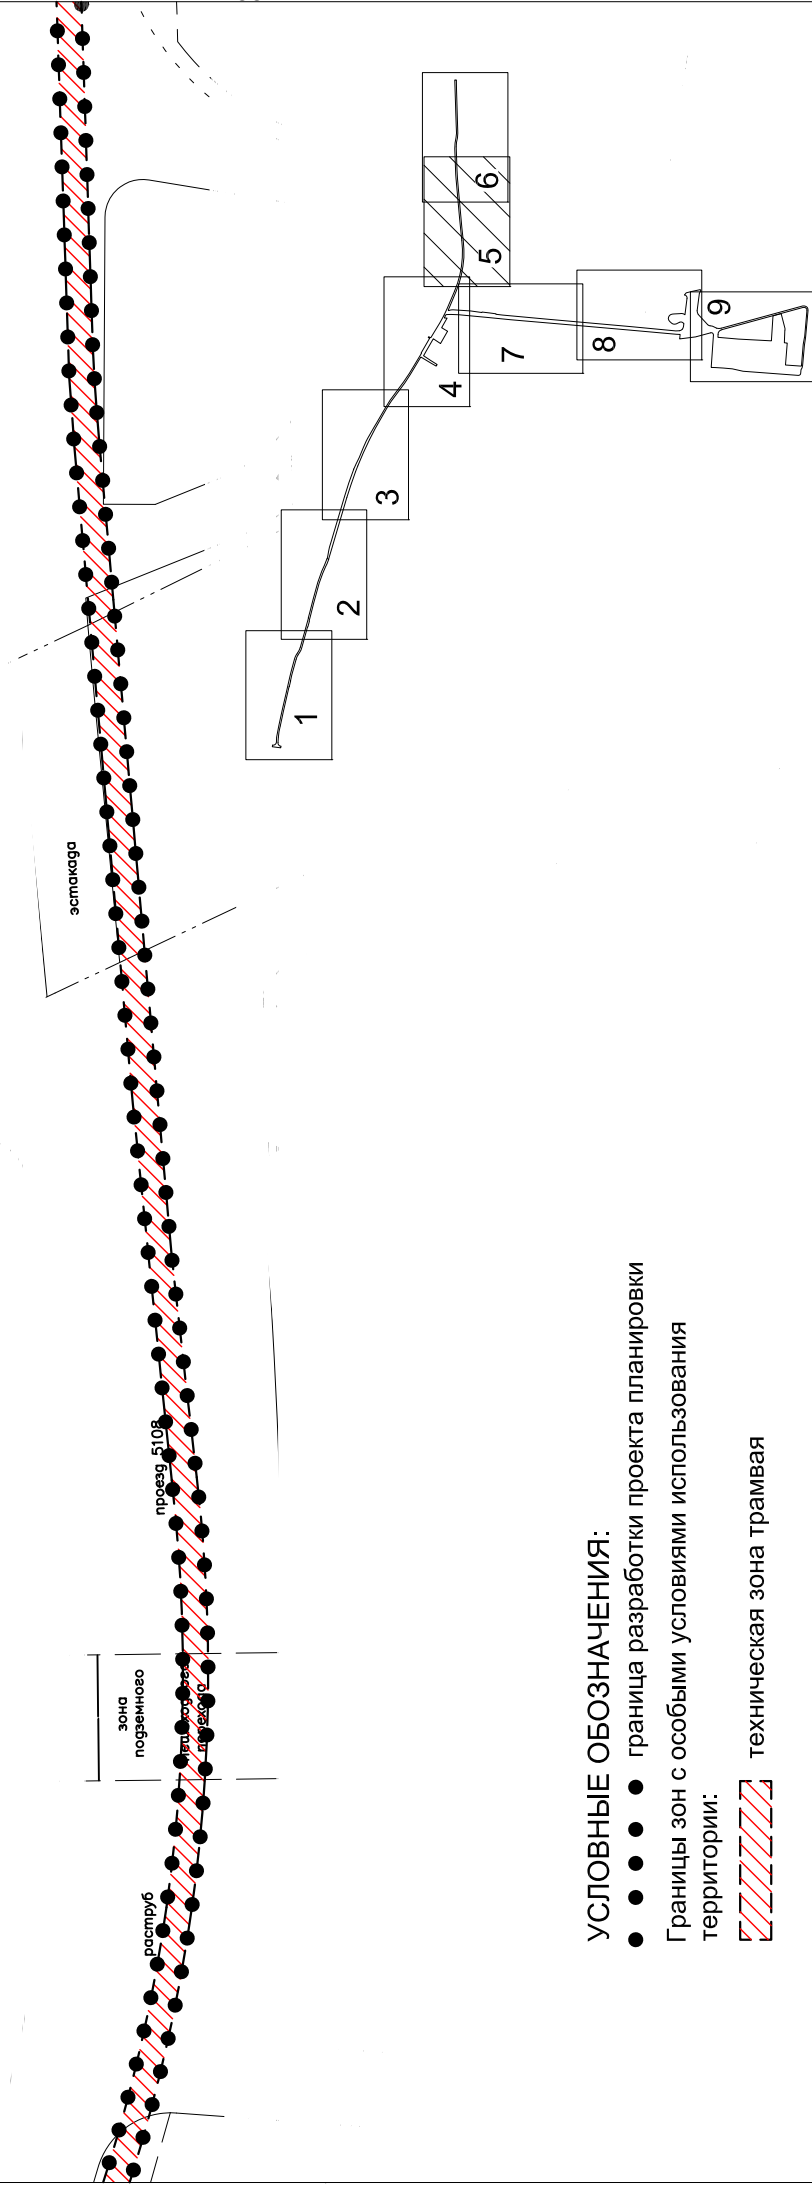 раструб
зона
подземного
пешеходного
перехода
проезд 5108
эстакада
1
2
3
4
5
6
7
8
9
УСЛОВНЫЕ ОБОЗНАЧЕНИЯ:
граница разработки проекта планировки
Границы зон с особыми условиями использования
территории:
техническая зона трамвая